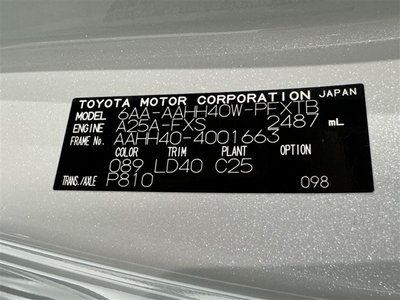 TOYOTA MOTOR CORPORATION JAPAN
MODEL 6AA-AAHH40W-PFXTB
ENGINE A25A-FXS 2487 mL
FRAME No. AAHH40-4001663
COLOR TRIM PLANT OPTION
089 LD40 C25
TRANS./AXLE P810 098